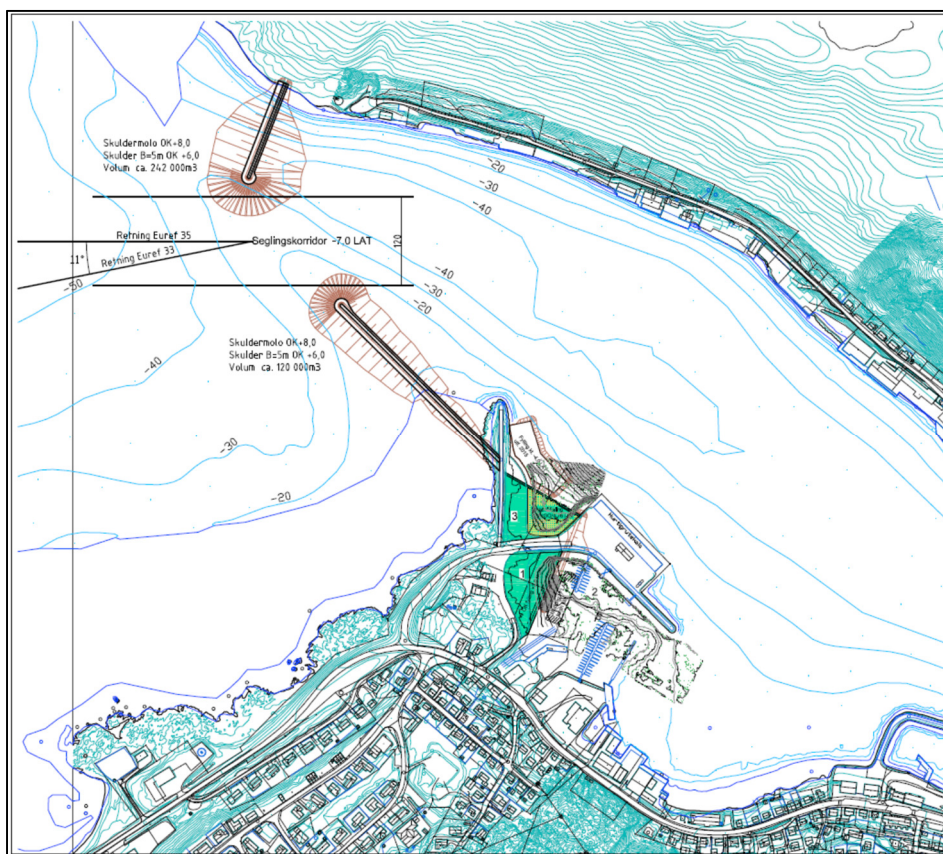 Skuldermolo OK+8,0
Skulder B=5m OK +6,0
Volum ca. 242 000m3
-20
-30
-40
Retning Euref 35
Seglingskorridor -7.0 LAT
120
11°
Retning Euref 33
-50
-40
-30
-20
Skuldermolo OK+8,0
Skulder B=5m OK +6,0
Volum ca. 120 000m3
-40
-30
-20
3
Hurtigrutekaia
1
2